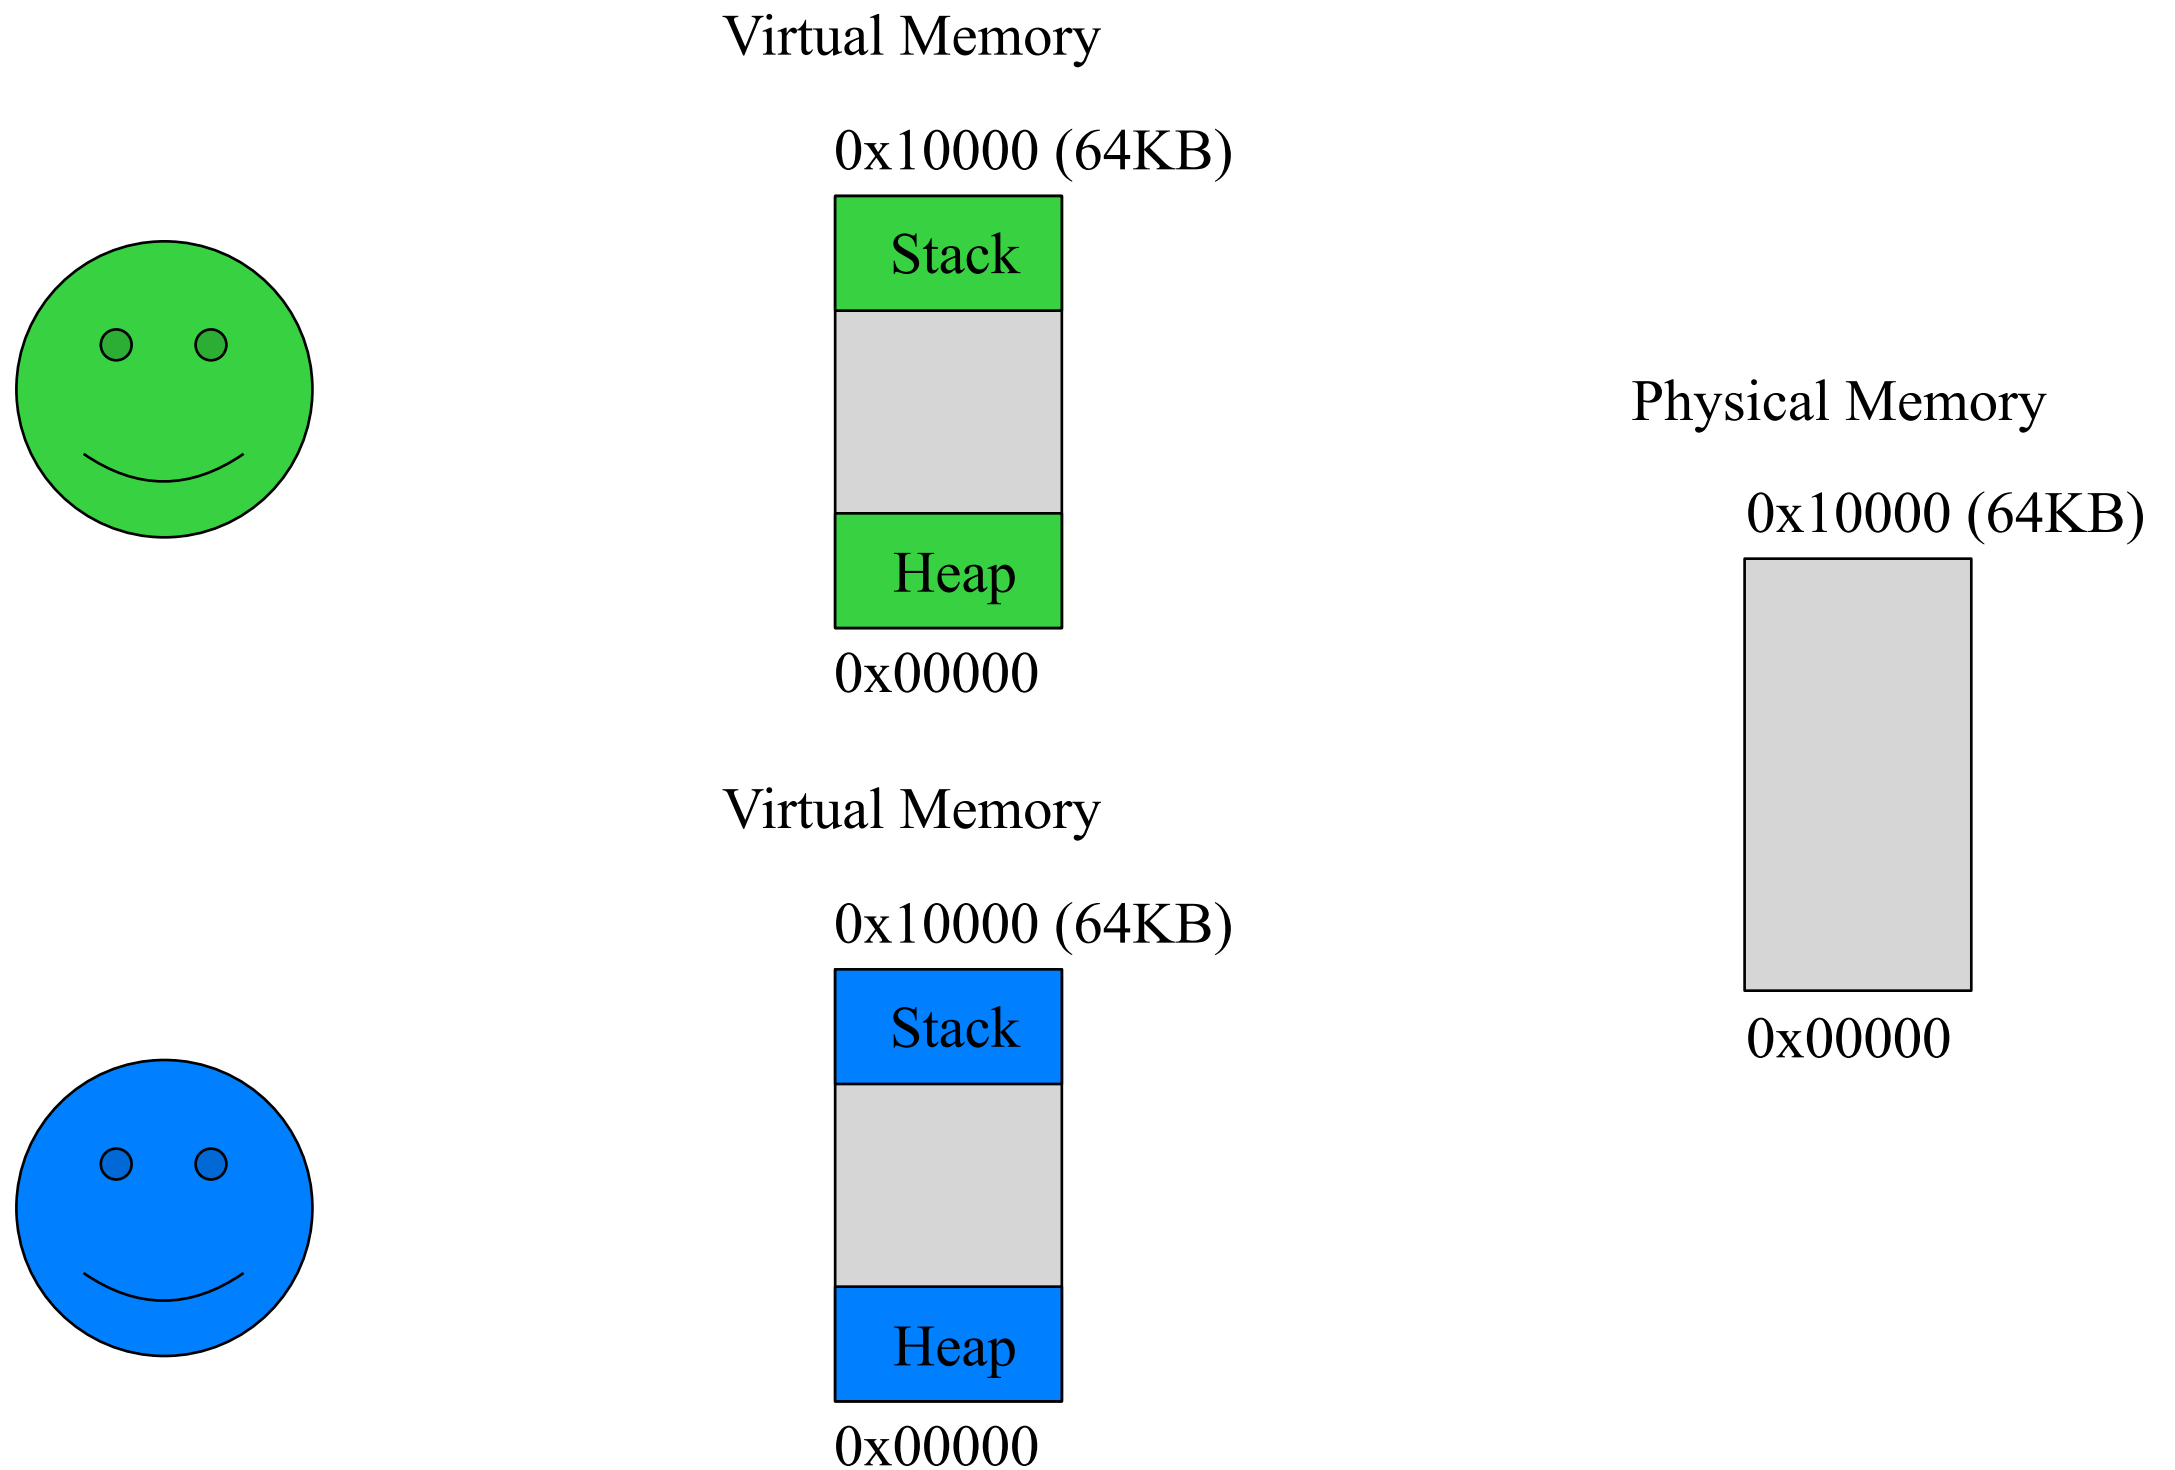 Virtual Memory
0x10000 (64KB)
Stack
Heap
0x00000
Virtual Memory
0x10000 (64KB)
Stack
Heap
0x00000
Physical Memory
0x10000 (64KB)
0x00000